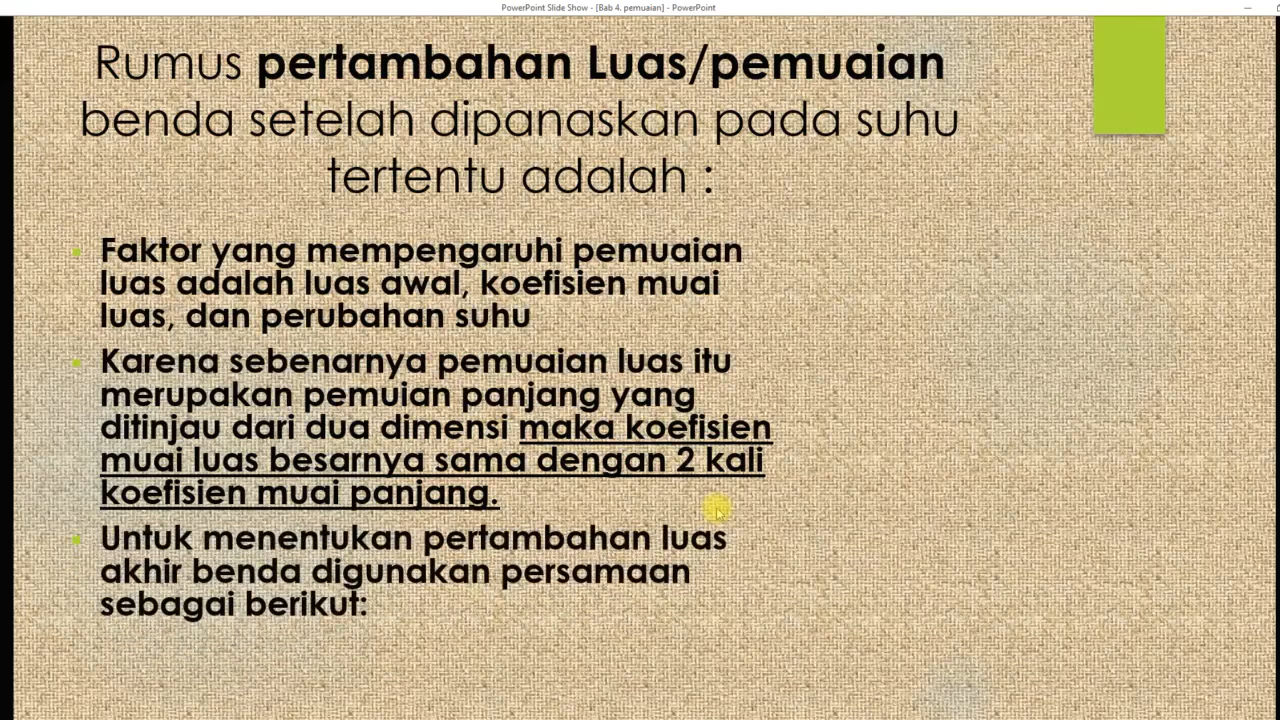 PowerPoint Slide Show - [Bab 4. pemuaian] - PowerPoint
Rumus pertambahan Luas/pemuaian
benda setelah dipanaskan pada suhu
tertentu adalah :
Faktor yang mempengaruhi pemuaian
luas adalah luas awal, koefisien muai
luas, dan perubahan suhu
Karena sebenarnya pemuaian luas itu
merupakan pemuian panjang yang
ditinjau dari dua dimensi maka koefisien
muai luas besarnya sama dengan 2 kali
koefisien muai panjang.
Untuk menentukan pertambahan luas
akhir benda digunakan persamaan
sebagai berikut: